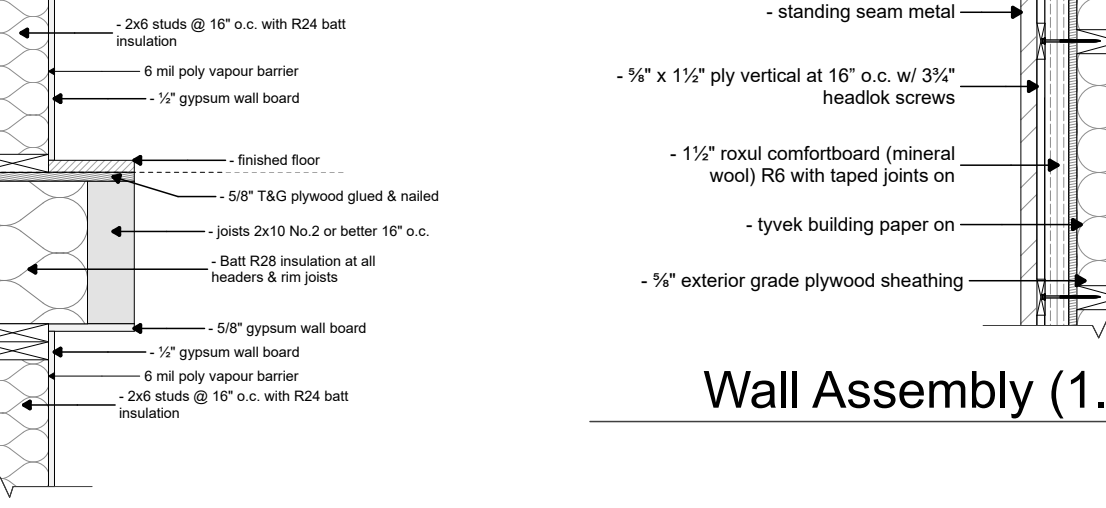 - 2x6 studs @ 16" o.c. with R24 batt
insulation
6 mil poly vapour barrier
- ½" gypsum wall board
- finished floor
- 5/8" T&G plywood glued & nailed
- joists 2x10 No.2 or better 16" o.c.
- Batt R28 insulation at all
headers & rim joists
- 5/8" gypsum wall board
- ½" gypsum wall board
6 mil poly vapour barrier
- 2x6 studs @ 16" o.c. with R24 batt
insulation
- standing seam metal
- ⅝" x 1½" ply vertical at 16” o.c. w/ 3¾"
headlok screws
- 1½" roxul comfortboard (mineral
wool) R6 with taped joints on
- tyvek building paper on
- ⅝" exterior grade plywood sheathing
Wall Assembly (1.